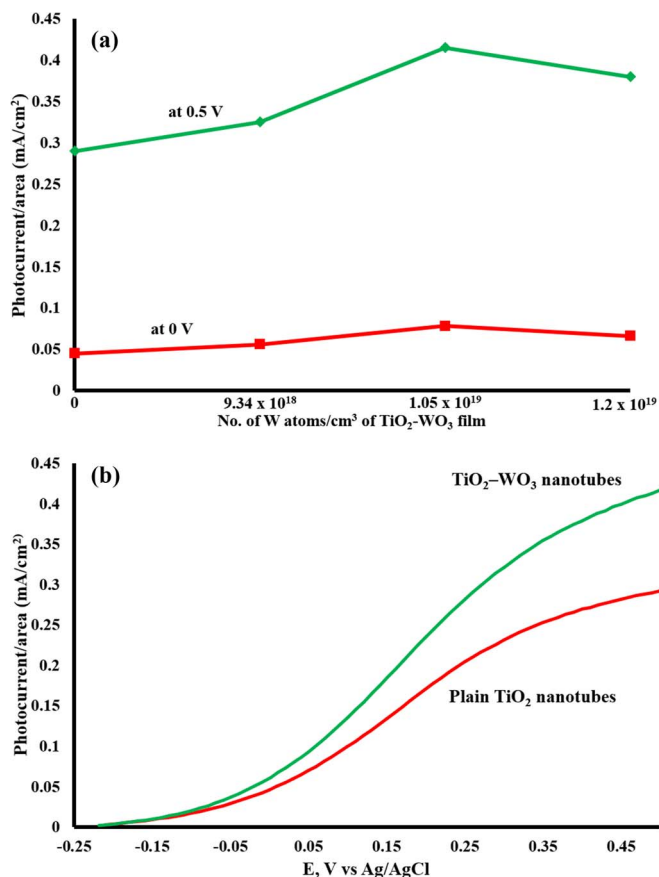 (a)
Photocurrent/area (mA/cm²)
0.45
0.4
0.35
0.3
0.25
0.2
0.15
0.1
0.05
0
at 0.5 V
at 0 V
0 9.34 x 10¹⁸ 1.05 x 10¹⁹ 1.2 x 10¹⁹
No. of W atoms/cm³ of TiO₂-WO₃ film
(b)
Photocurrent/area (mA/cm²)
0.45
0.4
0.35
0.3
0.25
0.2
0.15
0.1
0.05
0
TiO₂–WO₃ nanotubes
Plain TiO₂ nanotubes
-0.25 -0.15 -0.05 0.05 0.15 0.25 0.35 0.45
E, V vs Ag/AgCl